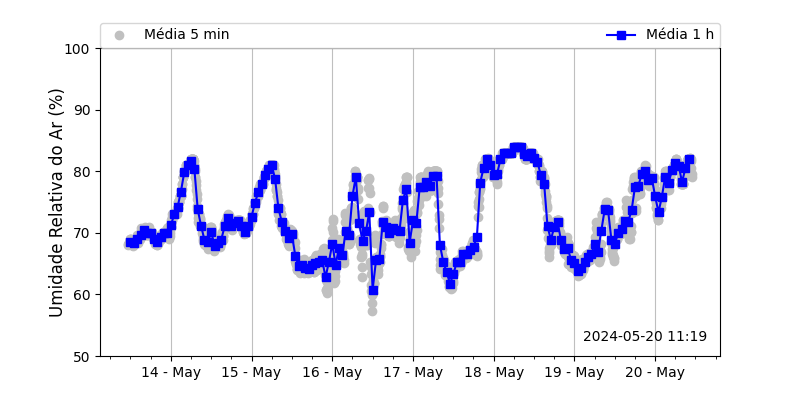 Média 5 min
Média 1 h
Umidade Relativa do Ar (%)
100
90
80
70
60
50
2024-05-20 11:19
14 - May
15 - May
16 - May
17 - May
18 - May
19 - May
20 - May